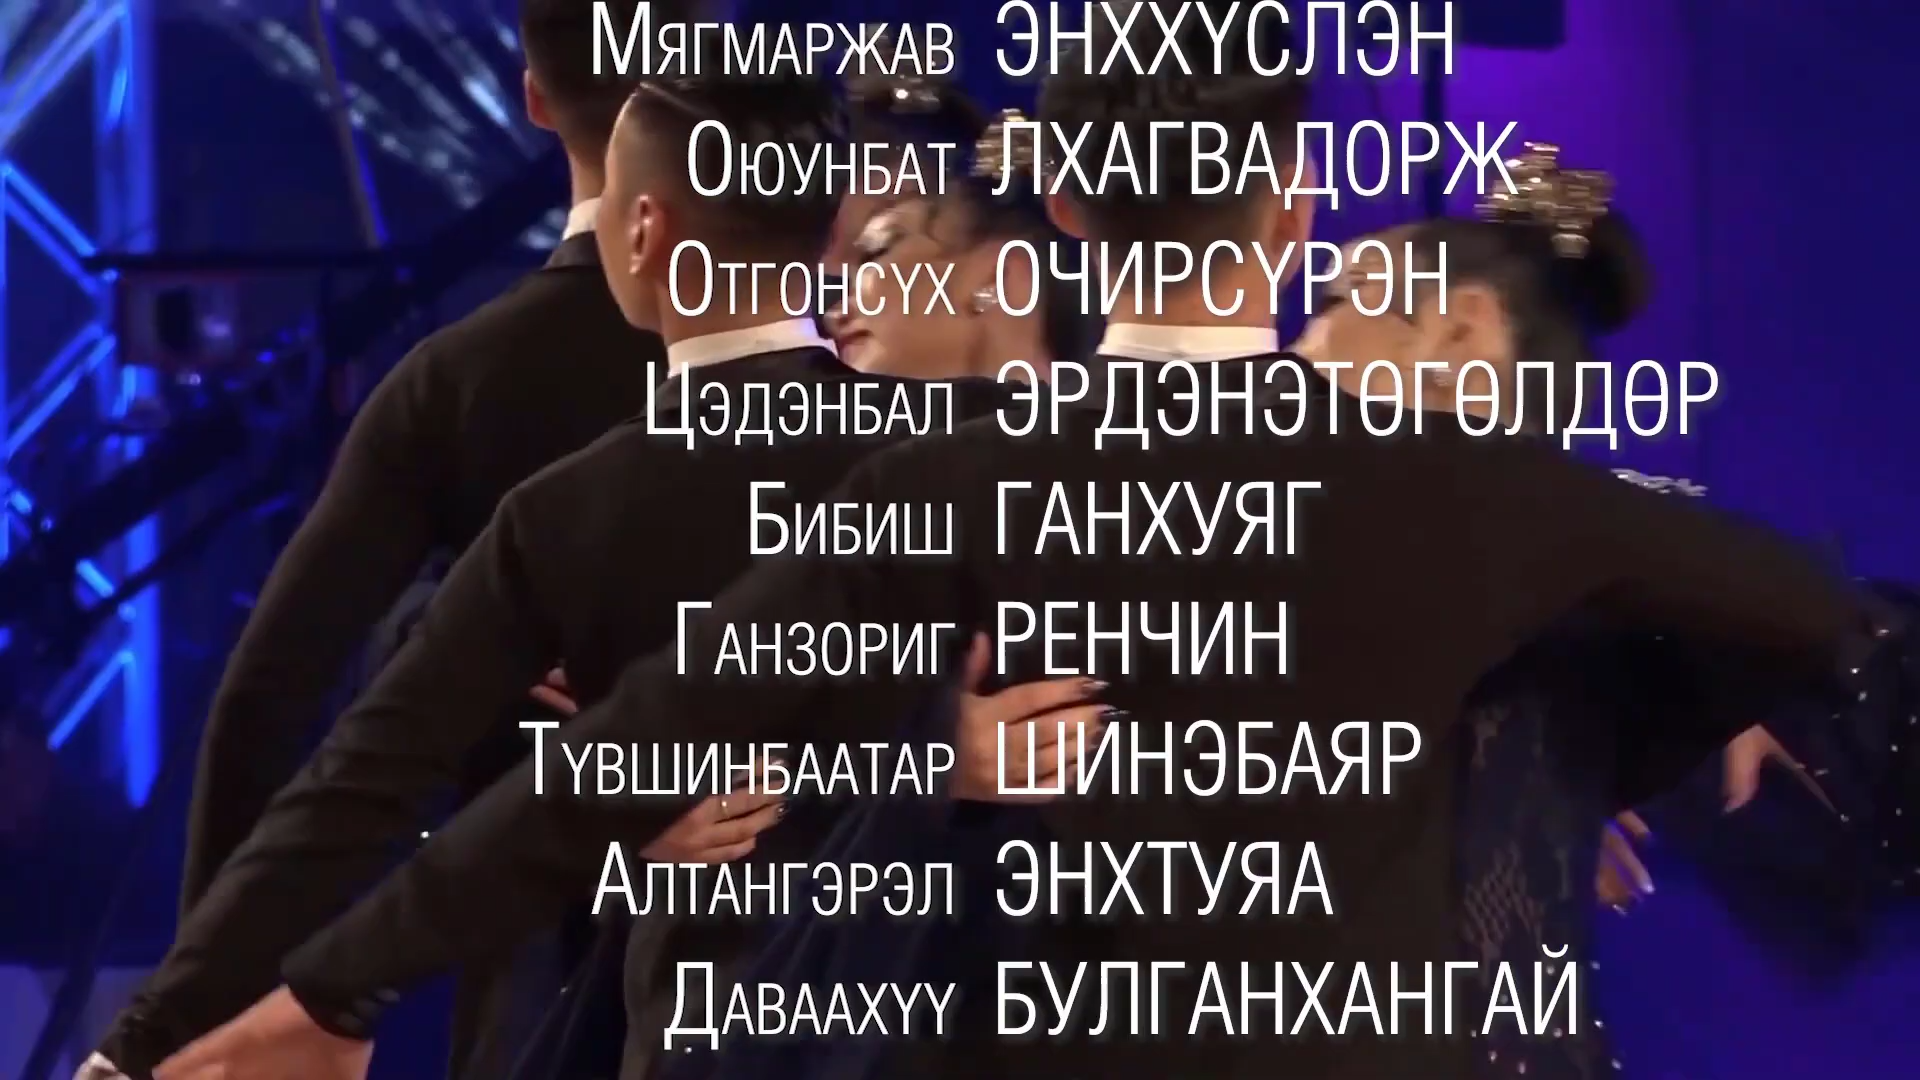 Мягмаржав ЭНХХҮСЛЭН
Оюунбат ЛХАГВАДОРЖ
Отгонсүх ОЧИРСҮРЭН
Цэдэнбал ЭРДЭНЭТӨГӨЛДӨР
Бибиш ГАНХУЯГ
Ганзориг РЕНЧИН
Түвшинбаатар ШИНЭБАЯР
Алтангэрэл ЭНХТУЯА
Даваахүү БУЛГАНХАНГАЙ